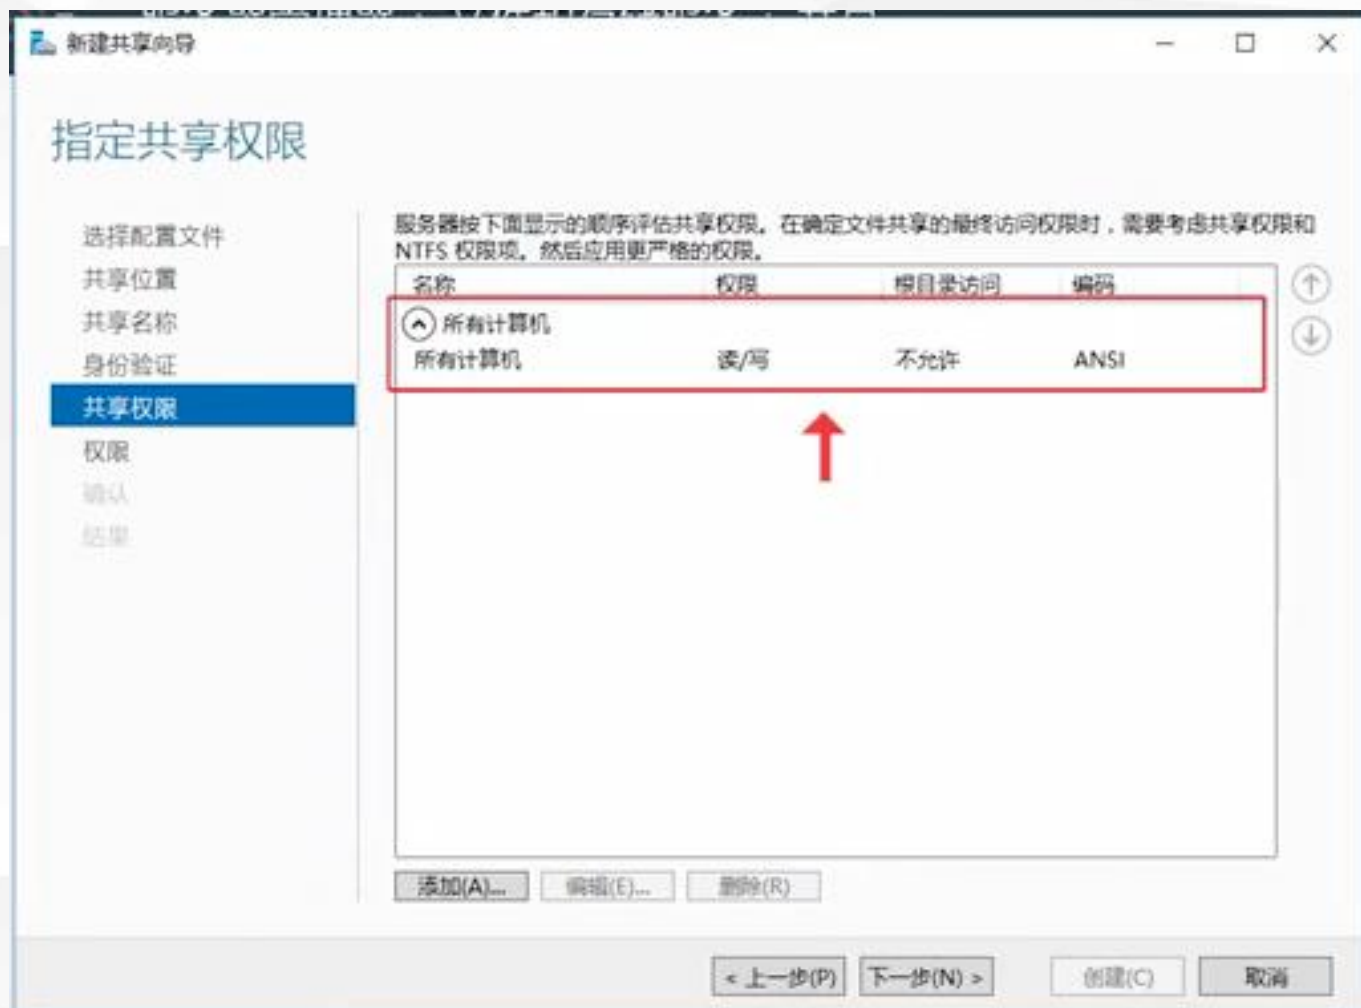 新建共享向导
指定共享权限
选择配置文件
共享位置
共享名称
身份验证
共享权限
权限
确认
结果
服务器按下面显示的顺序评估共享权限。在确定文件共享的最终访问权限时，需要考虑共享权限和
NTFS 权限项。然后应用更严格的权限。
名称 权限 根目录访问 编码
所有计算机
所有计算机 读/写 不允许 ANSI
添加(A)... 编辑(E)... 删除(R)
< 上一步(P) 下一步(N) > 创建(C) 取消